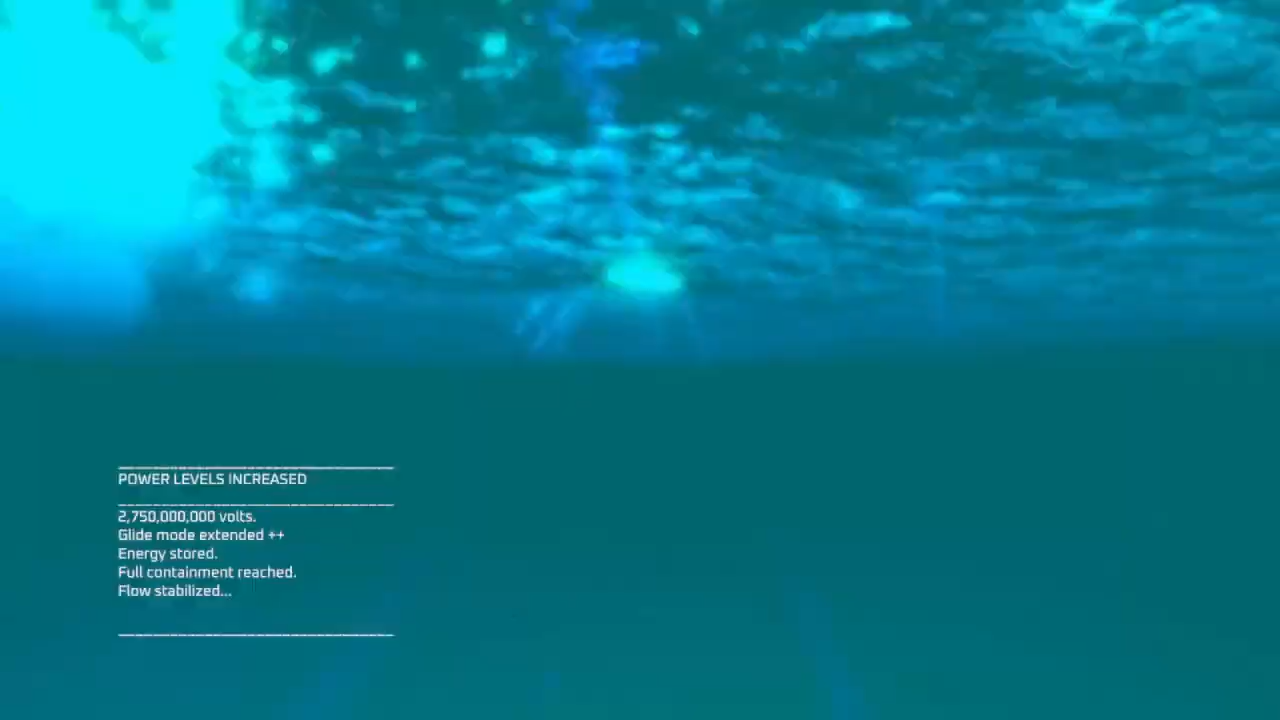 POWER LEVELS INCREASED
2,750,000,000 volts.
Glide mode extended ++
Energy stored.
Full containment reached.
Flow stabilized...